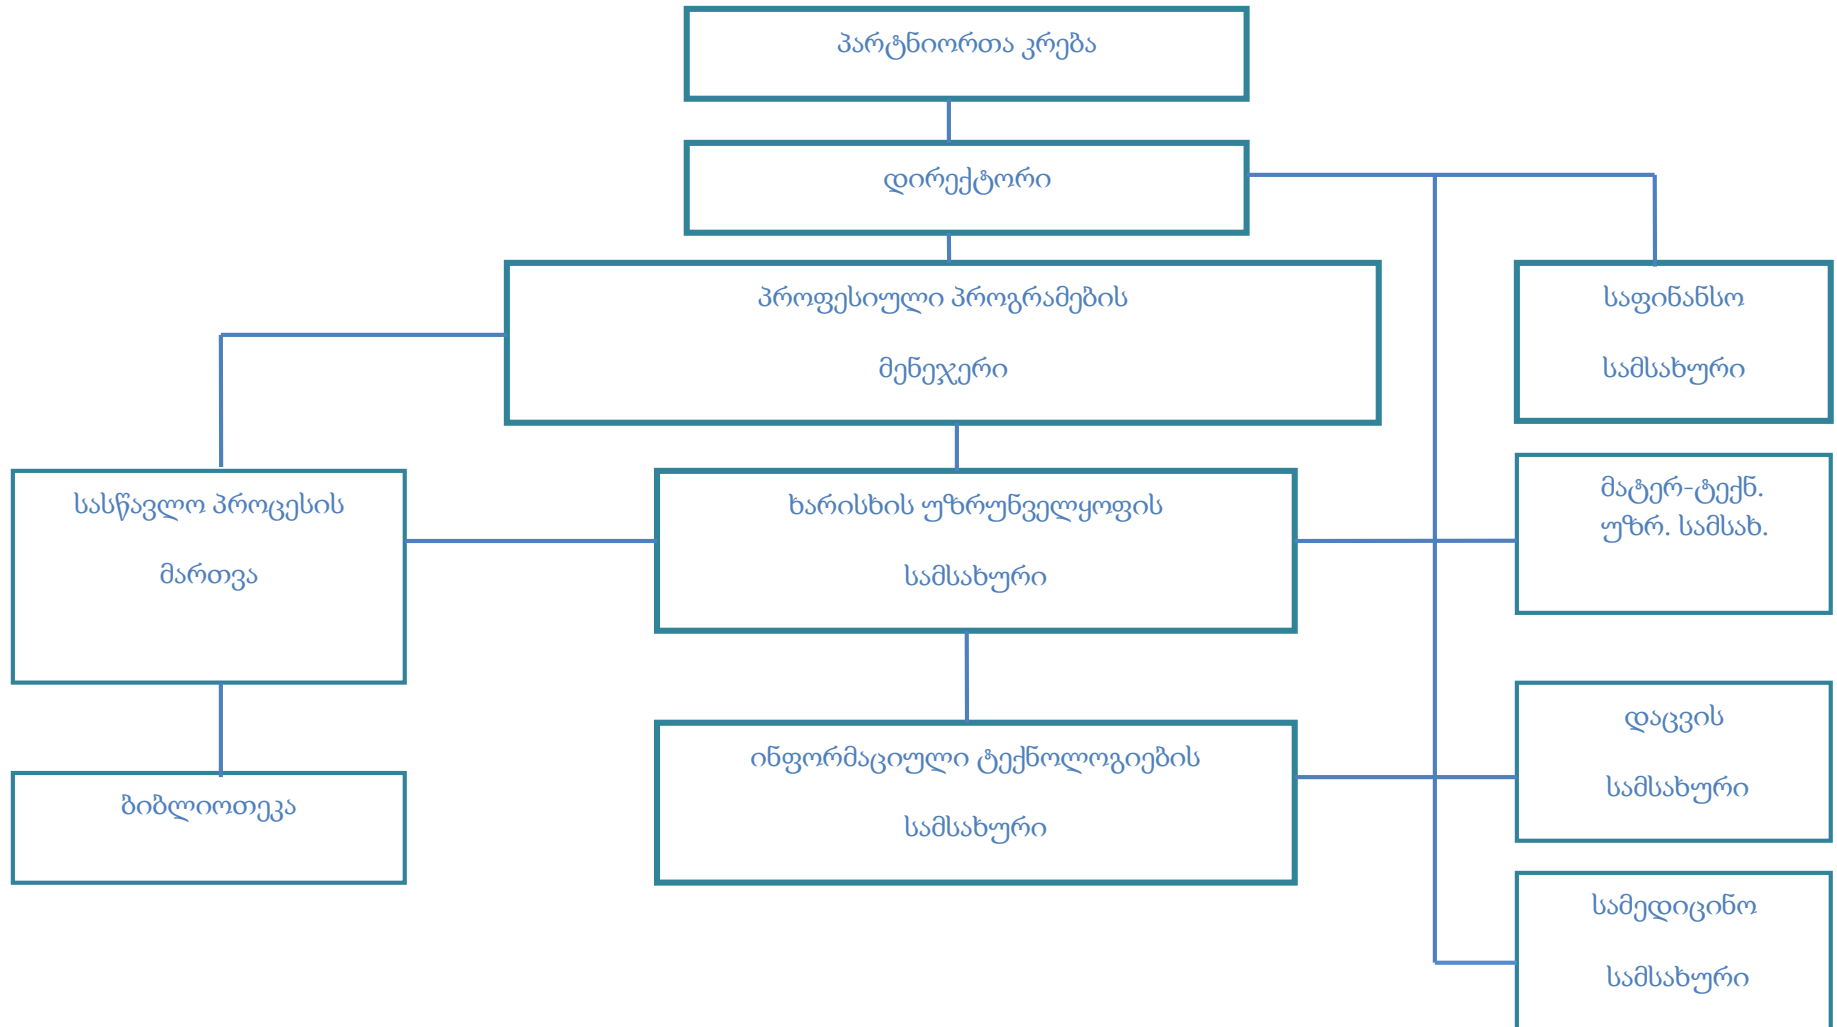 პარტნიორთა კრება
დირექტორი
პროფესიული პროგრამების
მენეჯერი
საფინანსო
სამსახური
სასწავლო პროცესის
მართვა
ხარისხის უზრუნველყოფის
სამსახური
მატერ-ტექნ.
უზრ. სამსახ.
დაცვის
სამსახური
ბიბლიოთეკა
ინფორმაციული ტექნოლოგიების
სამსახური
სამედიცინო
სამსახური